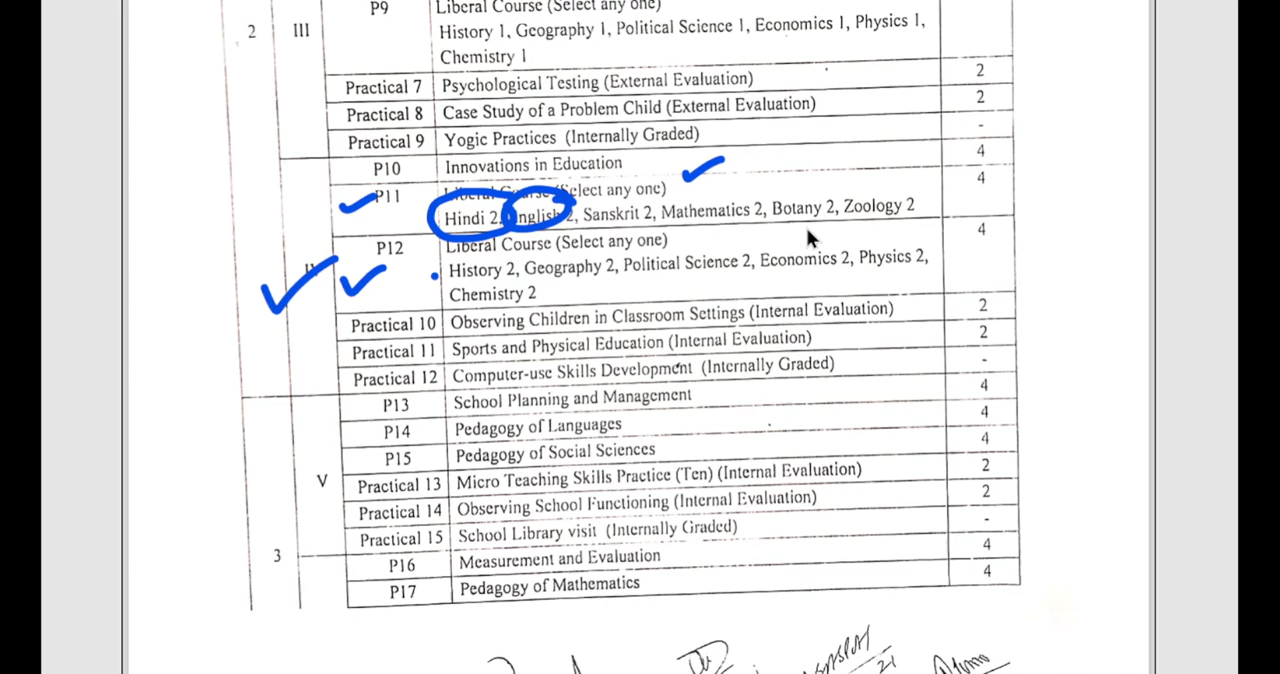 P9 Liberal Course (Select any one)
2 III History 1, Geography 1, Political Science 1, Economics 1, Physics 1,
Chemistry 1
Practical 7 Psychological Testing (External Evaluation) 2
Practical 8 Case Study of a Problem Child (External Evaluation) 2
Practical 9 Yogic Practices (Internally Graded) -
P10 Innovations in Education 4
P11 Liberal Course (Select any one) 4
Hindi 2, English 2, Sanskrit 2, Mathematics 2, Botany 2, Zoology 2
P12 Liberal Course (Select any one) 4
History 2, Geography 2, Political Science 2, Economics 2, Physics 2,
Chemistry 2
Practical 10 Observing Children in Classroom Settings (Internal Evaluation) 2
Practical 11 Sports and Physical Education (Internal Evaluation) 2
Practical 12 Computer-use Skills Development (Internally Graded) -
P13 School Planning and Management 4
P14 Pedagogy of Languages 4
P15 Pedagogy of Social Sciences 4
V Practical 13 Micro Teaching Skills Practice (Ten) (Internal Evaluation) 2
Practical 14 Observing School Functioning (Internal Evaluation) 2
Practical 15 School Library visit (Internally Graded) -
3 P16 Measurement and Evaluation 4
P17 Pedagogy of Mathematics 4